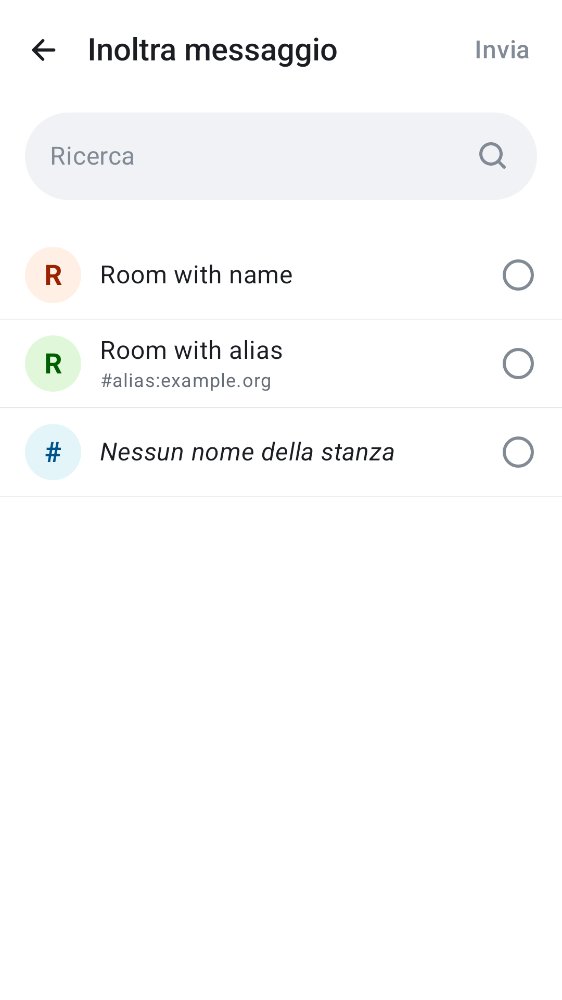 Inoltra messaggio
Invia
Ricerca
R
Room with name
R
Room with alias
#alias:example.org
#
Nessun nome della stanza